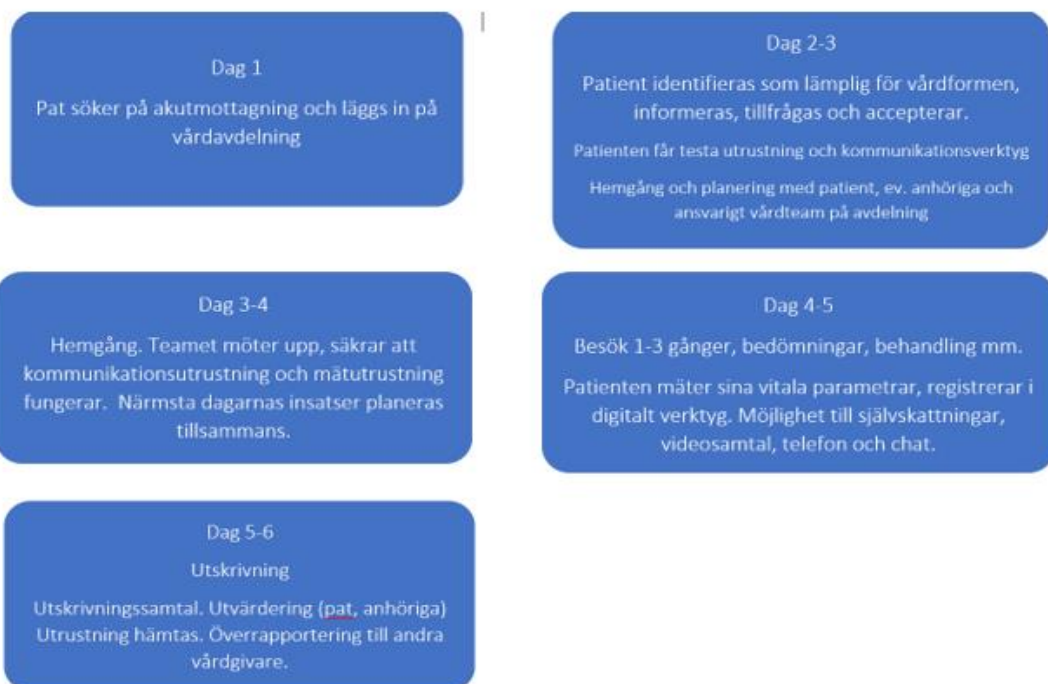 Dag 1
Pat söker på akutmottagning och läggs in på
vårdavdelning
Dag 2-3
Patient identifieras som lämplig för vårdformen,
informeras, tillfrågas och accepterar.
Patienten får testa utrustning och kommunikationsverktyg
Hemgång och planering med patient, ev. anhöriga och
ansvarigt vårdteam på avdelning
Dag 3-4
Hemgång. Teamet möter upp, säkrar att
kommunikationsutrustning och mätutrustning
fungerar. Närmsta dagarnas insatser planeras
tillsammans.
Dag 4-5
Besök 1-3 gånger, bedömningar, behandling mm.
Patienten mäter sina vitala parametrar, registrerar i
digitalt verktyg. Möjlighet till självskattningar,
videosamtal, telefon och chat.
Dag 5-6
Utskrivning
Utskrivningssamtal. Utvärdering (pat, anhöriga)
Utrustning hämtas. Överrapportering till andra
vårdgivare.